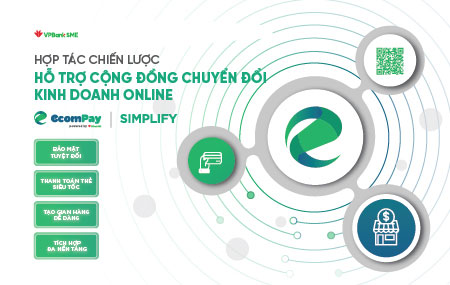 VPBank SME
HỢP TÁC CHIẾN LƯỢC
HỖ TRỢ CỘNG ĐỒNG CHUYỂN ĐỔI
KINH DOANH ONLINE
ecomPay SIMPLIFY
BẢO MẬT
TUYỆT ĐỐI
THANH TOÁN THẺ
SIÊU TỐC
TẠO GIAN HÀNG
DỄ DÀNG
TÍCH HỢP
ĐA NỀN TẢNG
$